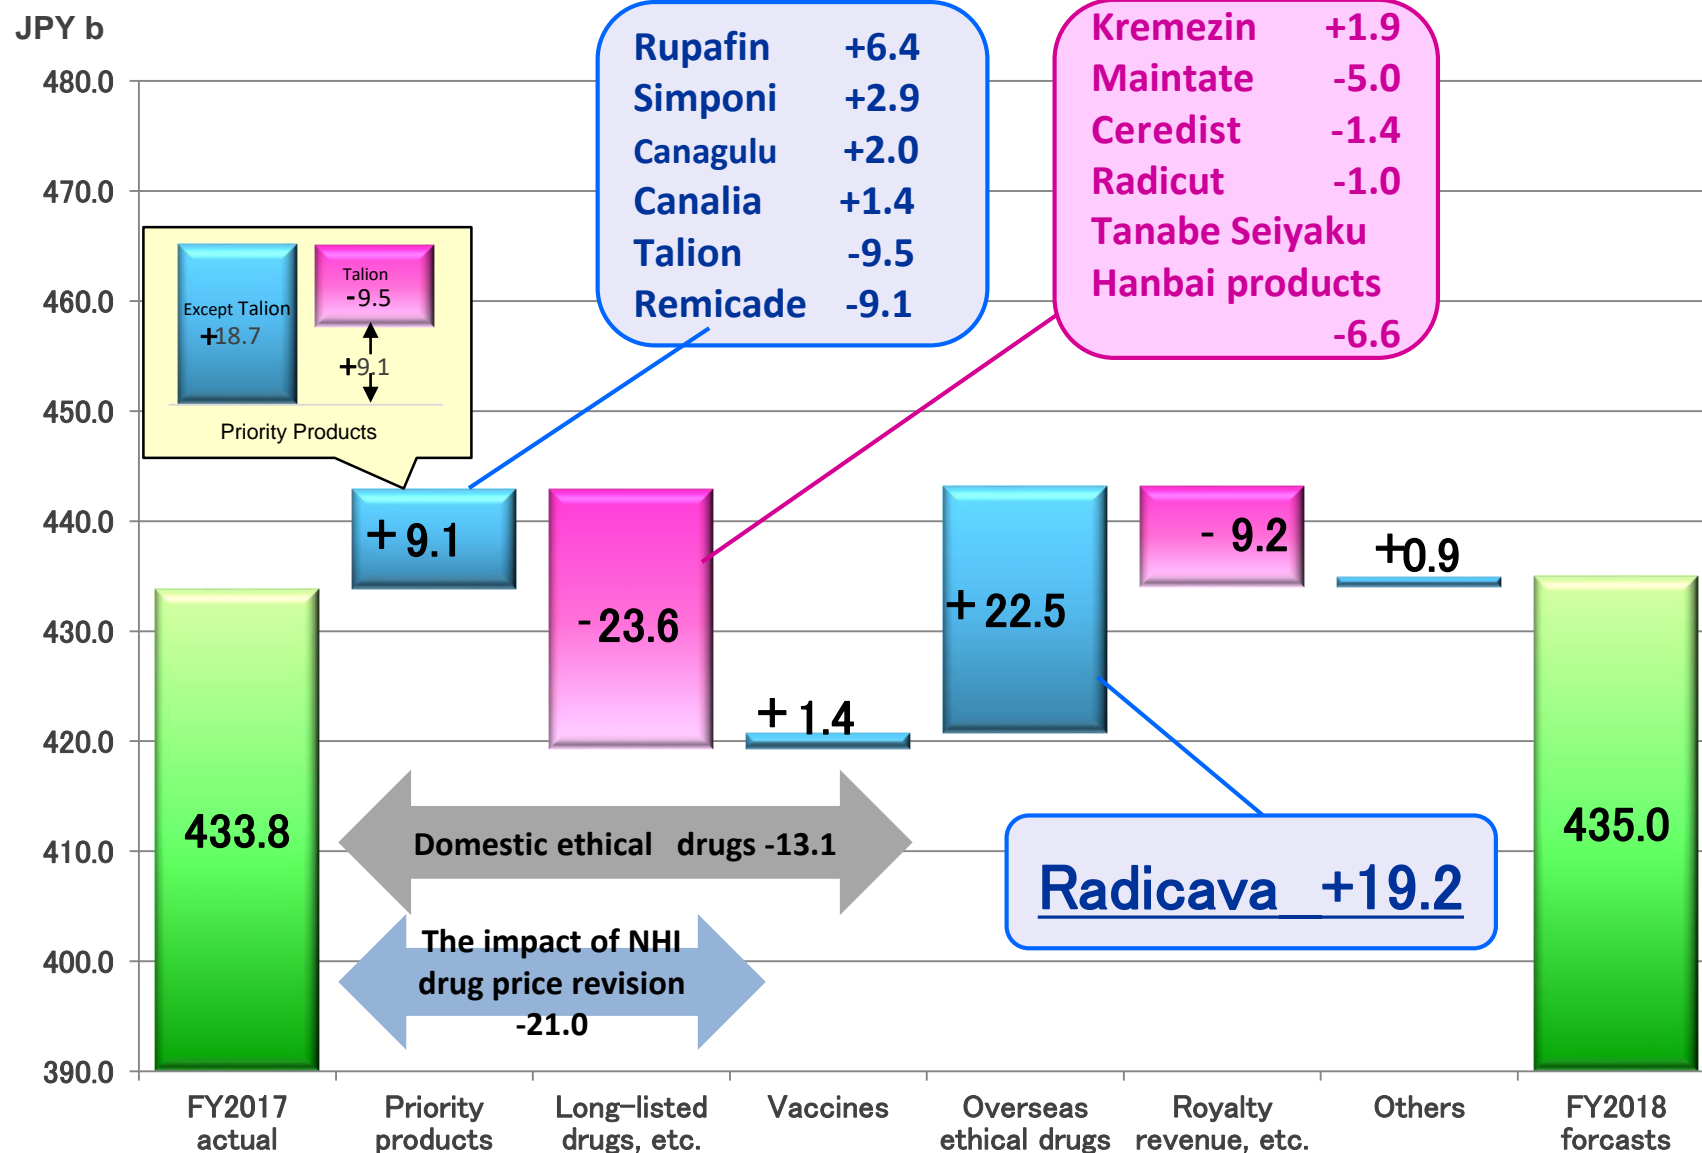 JPY b
480.0
470.0
460.0
450.0
440.0
430.0
420.0
410.0
400.0
390.0
Rupafin +6.4
Simponi +2.9
Canagulu +2.0
Canalia +1.4
Talion -9.5
Remicade -9.1
Kremezin +1.9
Maintate -5.0
Ceredist -1.4
Radicut -1.0
Tanabe Seiyaku
Hanbai products
-6.6
Except Talion
+18.7
Talion
-9.5
+9.1
Priority Products
433.8
+ 9.1
- 23.6
+ 1.4
+ 22.5
- 9.2
+0.9
435.0
Domestic ethical drugs -13.1
The impact of NHI
drug price revision
-21.0
Radicava +19.2
FY2017
actual
Priority
products
Long-listed
drugs, etc.
Vaccines
Overseas
ethical drugs
Royalty
revenue, etc.
Others
FY2018
forcasts